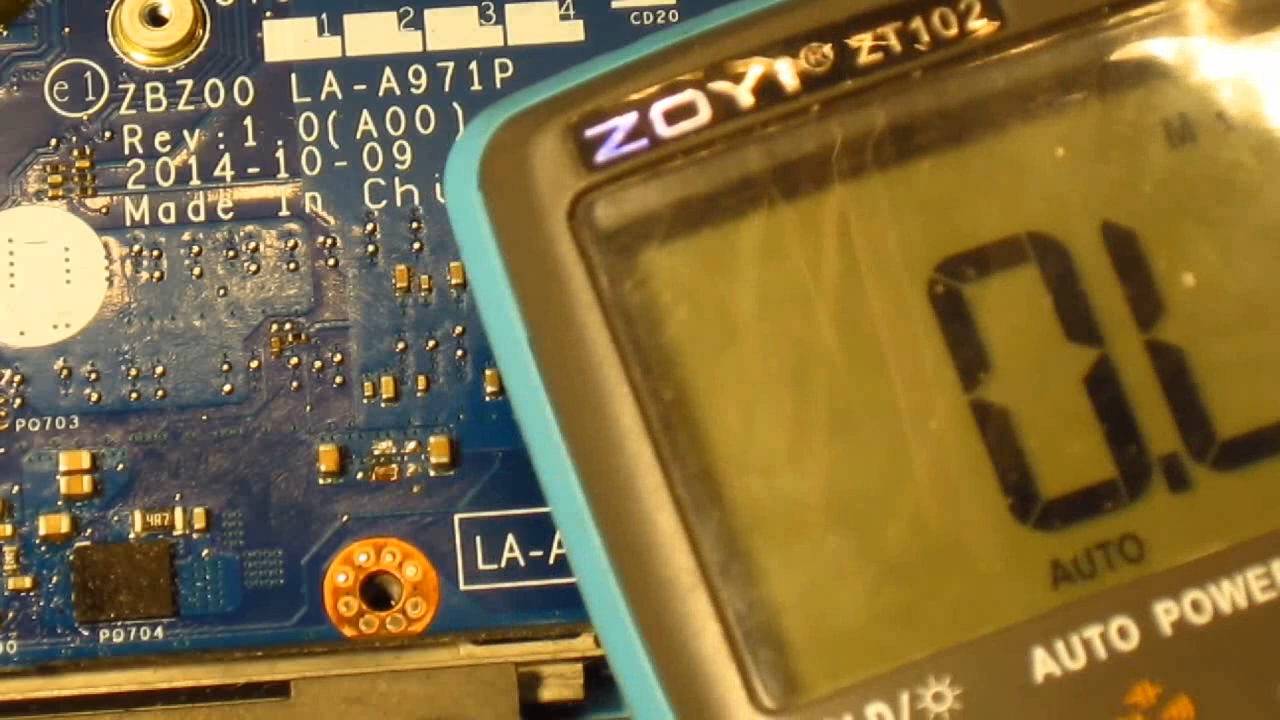 1 2 3 4
CD20
e1
ZBZ00 LA-A971P
Rev:1.0(A00)
2014-10-09
Made in Chi
PQ703
4R7
PQ704
LA-A
ZOYI® ZT102
M
0.L
AUTO
AUTO POWER